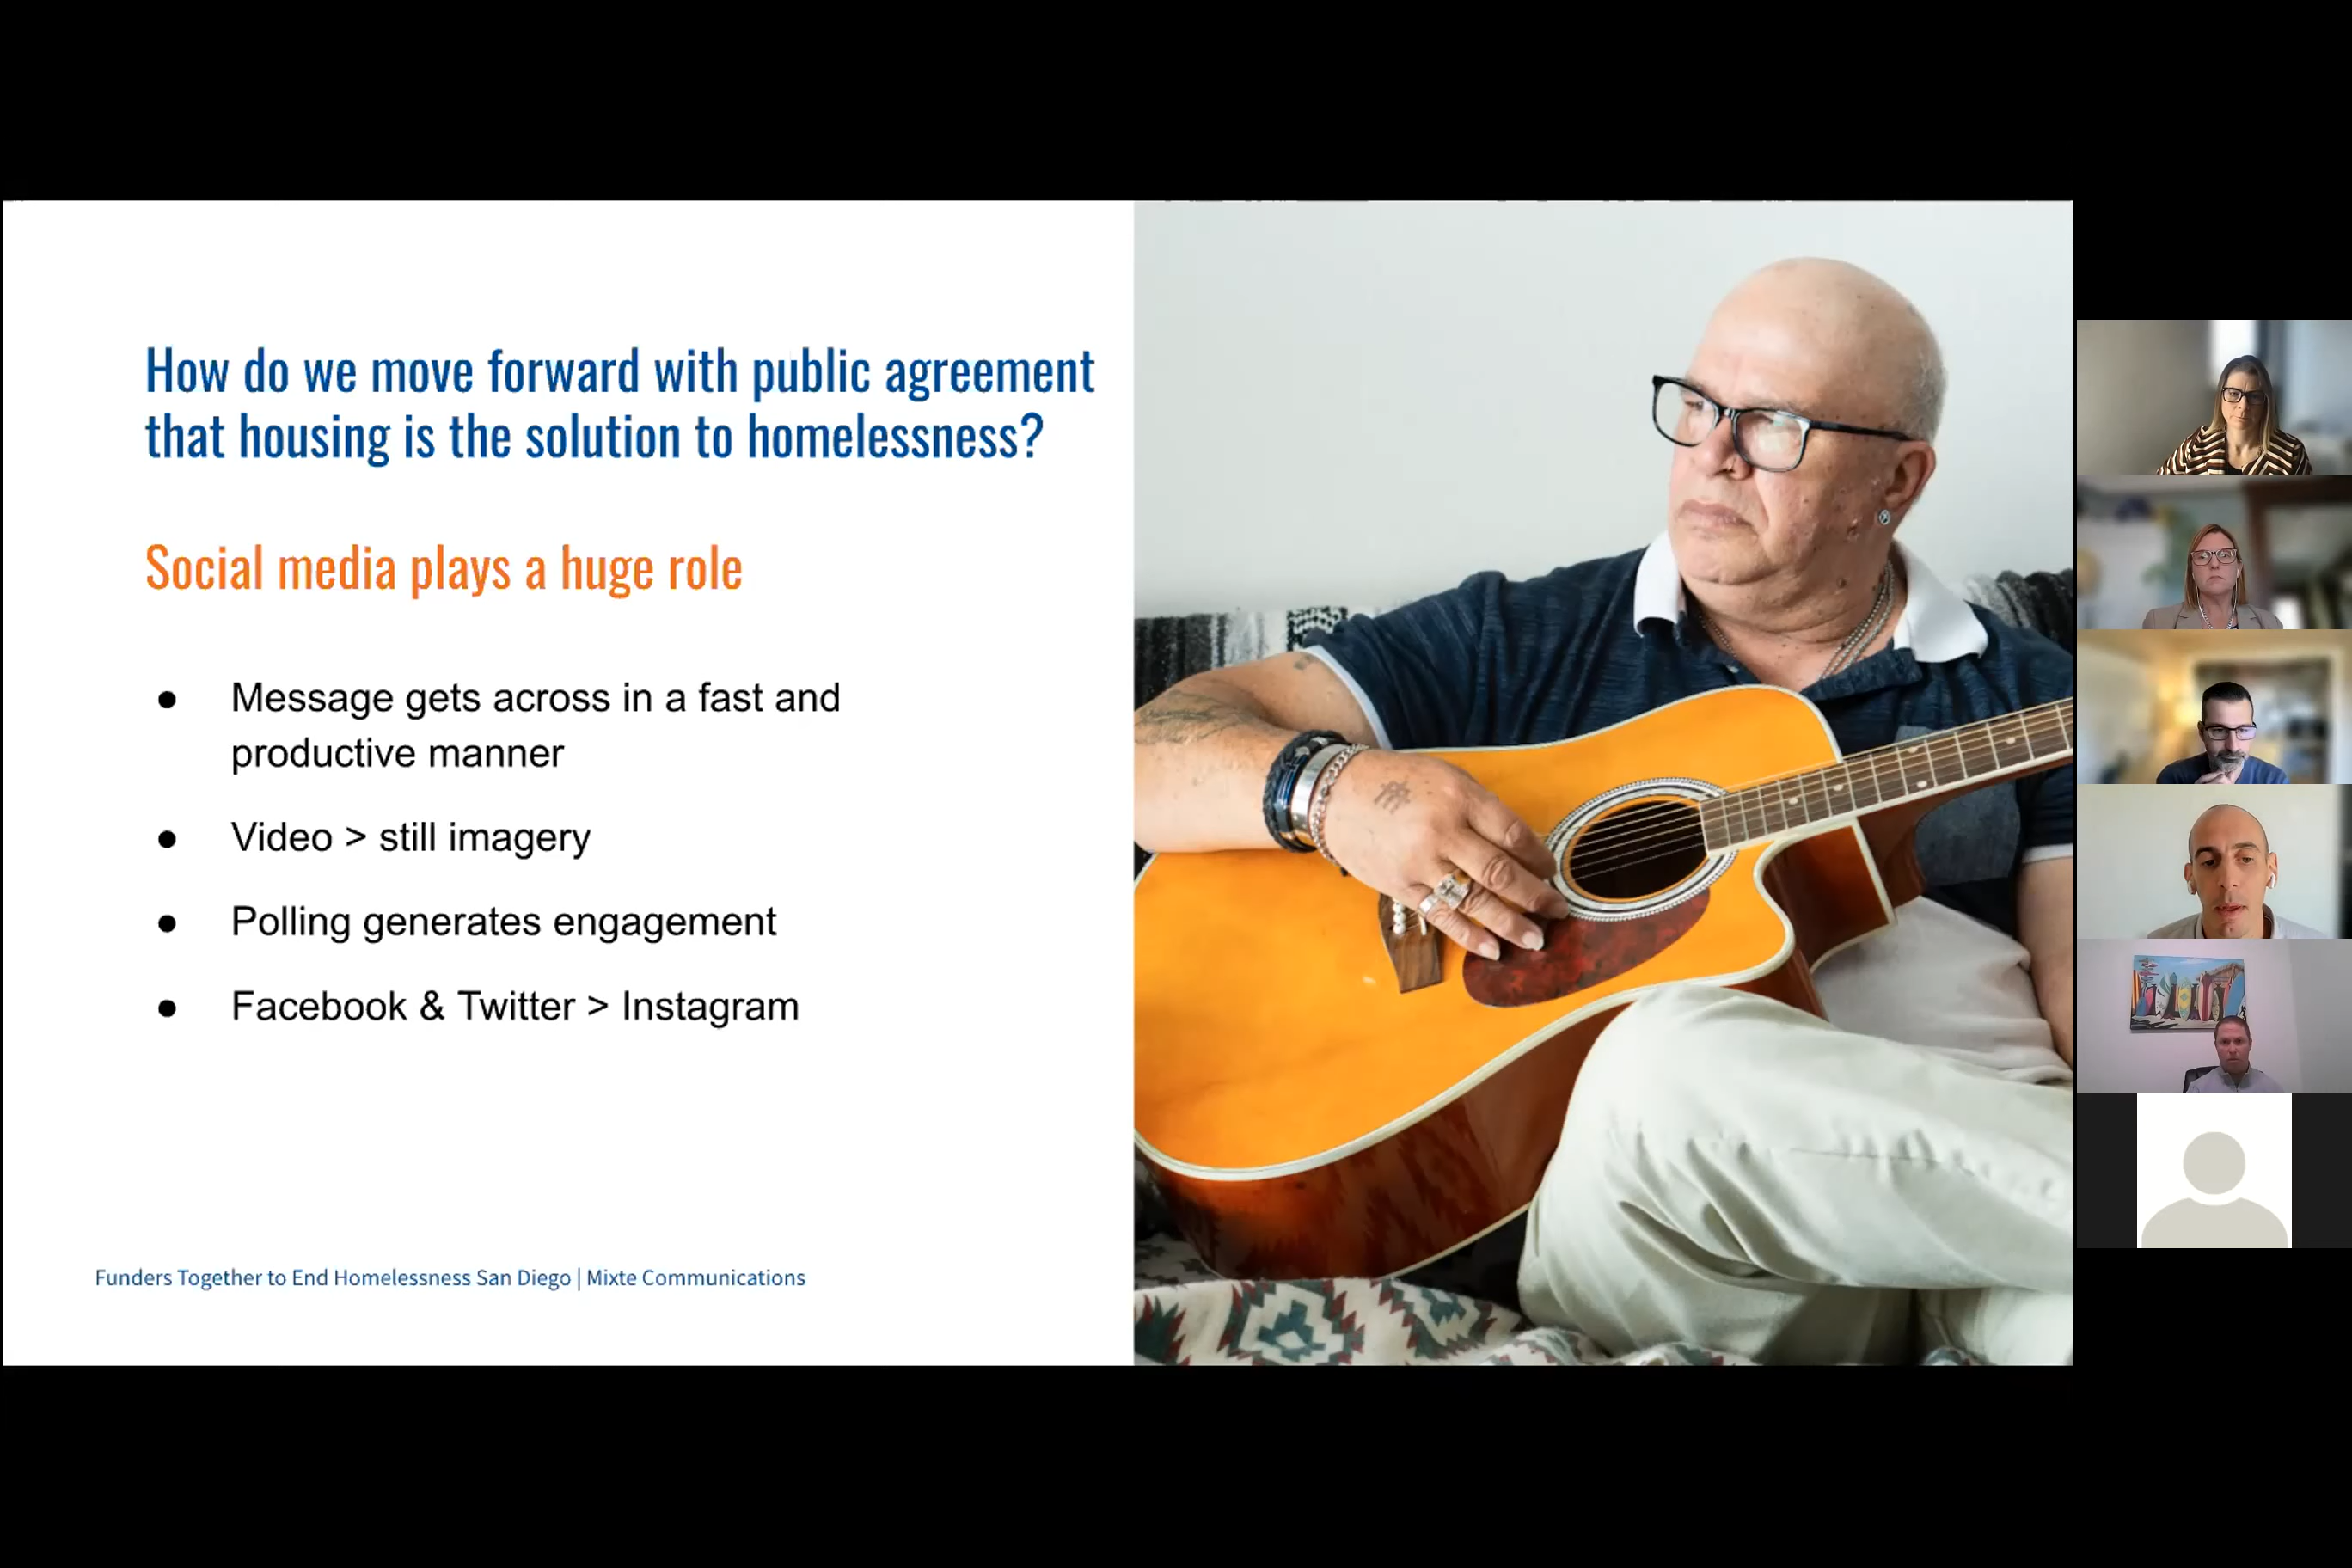 How do we move forward with public agreement
that housing is the solution to homelessness?
Social media plays a huge role
● Message gets across in a fast and
productive manner
● Video > still imagery
● Polling generates engagement
● Facebook & Twitter > Instagram
Funders Together to End Homelessness San Diego | Mixte Communications